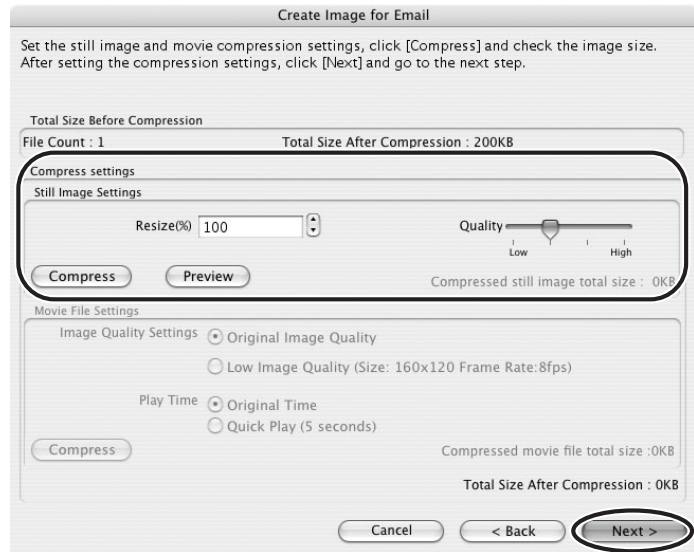 Create Image for Email
Set the still image and movie compression settings, click [Compress] and check the image size.
After setting the compression settings, click [Next] and go to the next step.
Total Size Before Compression
File Count : 1 Total Size After Compression : 200KB
Compress settings
Still Image Settings
Resize(%) 100 Quality
Low High
Compress Preview Compressed still image total size : 0KB
Movie File Settings
Image Quality Settings Original Image Quality
Low Image Quality (Size: 160x120 Frame Rate:8fps)
Play Time Original Time
Quick Play (5 seconds)
Compress Compressed movie file total size :0KB
Total Size After Compression : 0KB
Cancel < Back Next >